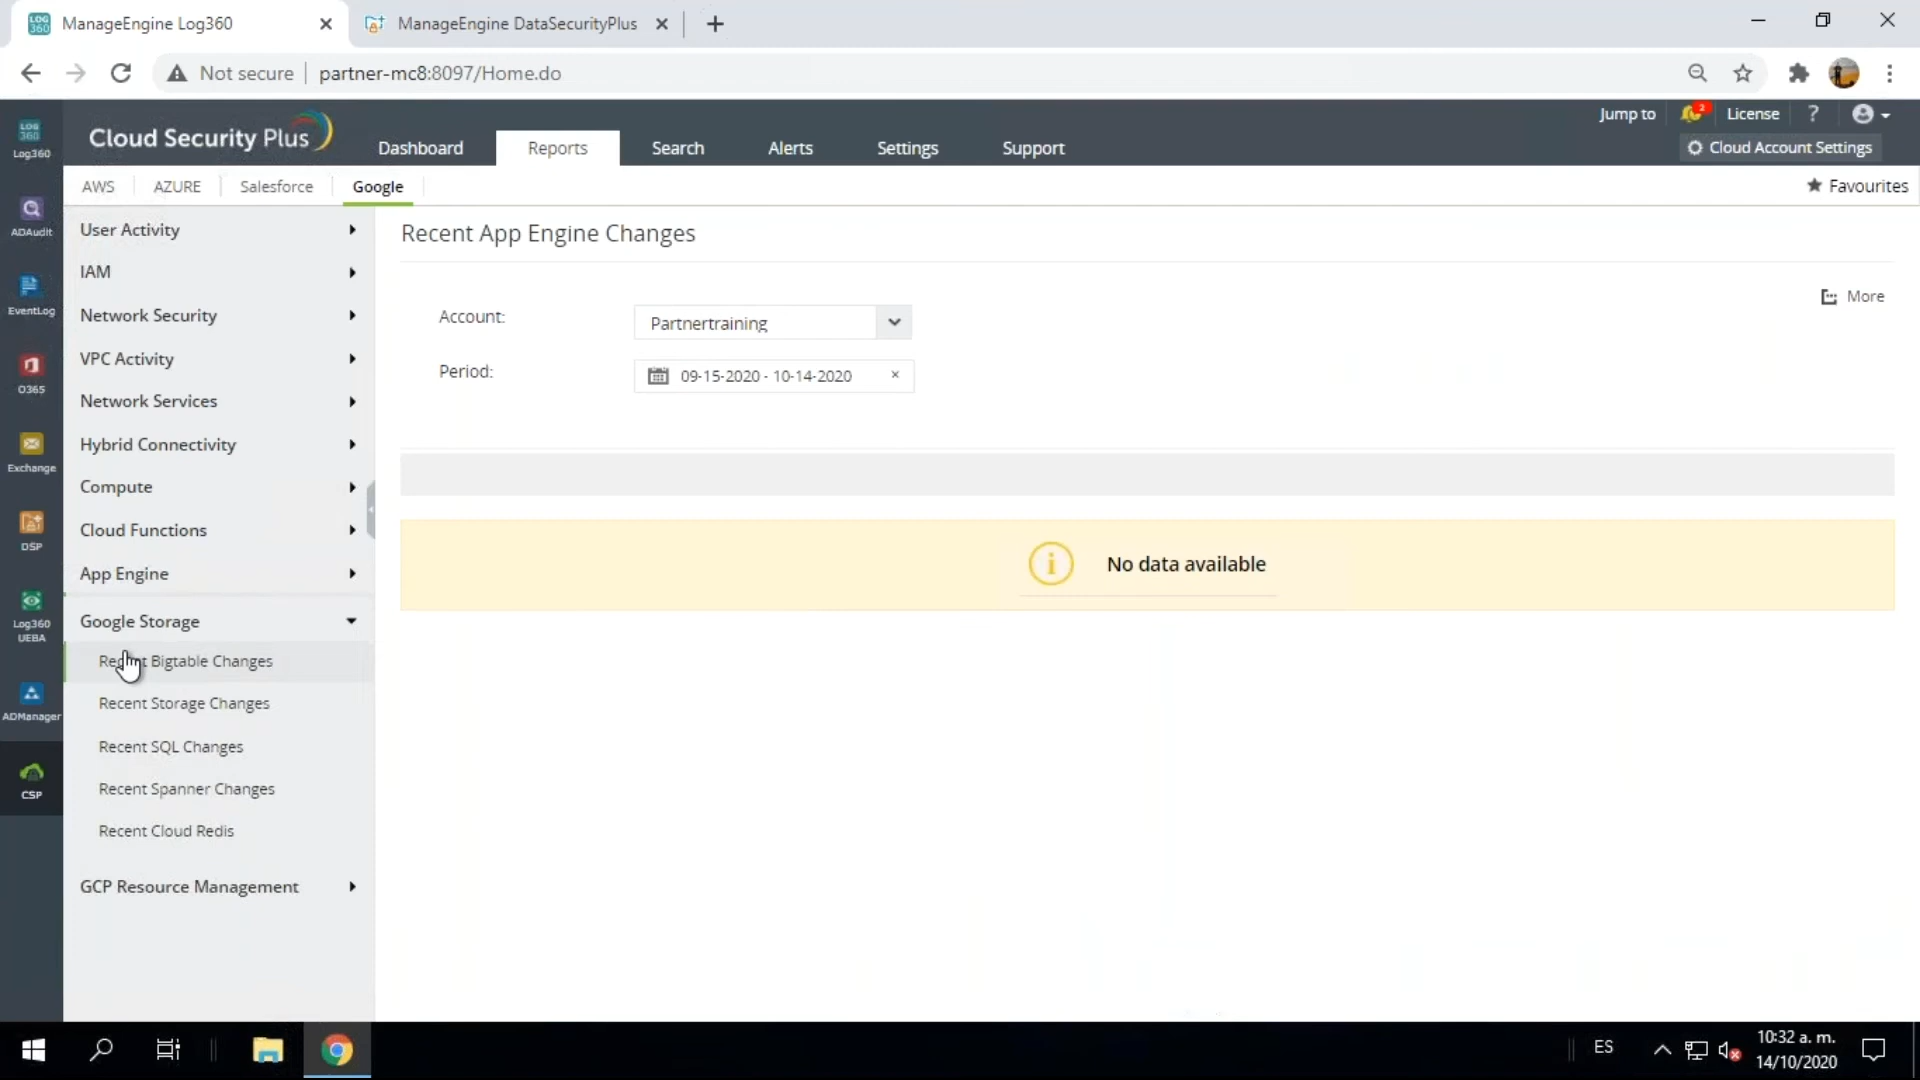 ManageEngine Log360
ManageEngine DataSecurityPlus
Not secure
partner-mc8:8097/Home.do
LOG
360
Log360
Cloud Security Plus
Dashboard
Reports
Search
Alerts
Settings
Support
Jump to
2
License
?
Cloud Account Settings
AWS
AZURE
Salesforce
Google
Favourites
ADAudit
EventLog
O365
Exchange
DSP
Log360
UEBA
ADManager
CSP
User Activity
IAM
Network Security
VPC Activity
Network Services
Hybrid Connectivity
Compute
Cloud Functions
App Engine
Google Storage
Recent Bigtable Changes
Recent Storage Changes
Recent SQL Changes
Recent Spanner Changes
Recent Cloud Redis
GCP Resource Management
Recent App Engine Changes
More
Account:
Partnertraining
Period:
09-15-2020 - 10-14-2020
No data available
ES
10:32 a. m.
14/10/2020